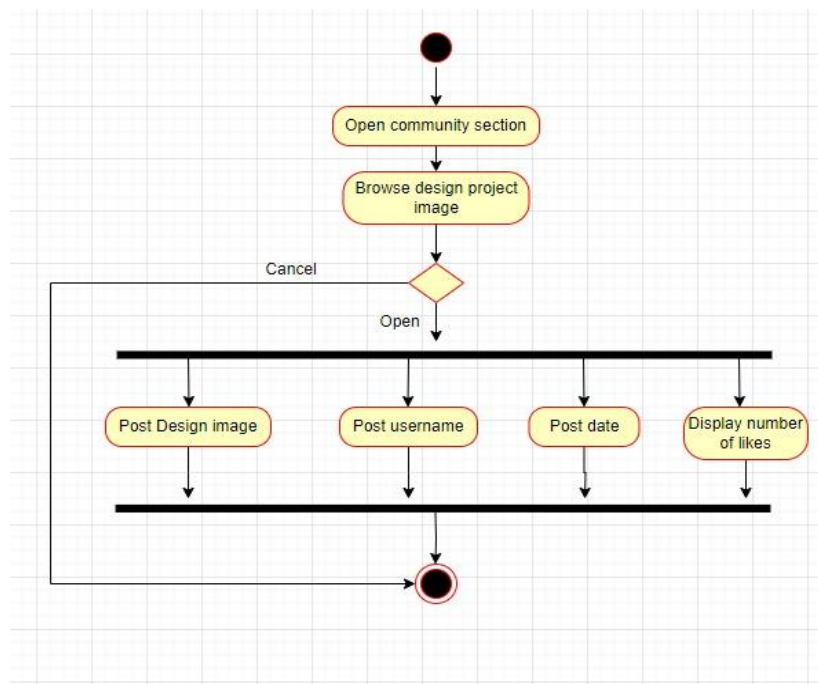 Open community section
Browse design project
image
Cancel
Open
Post Design image
Post username
Post date
Display number
of likes